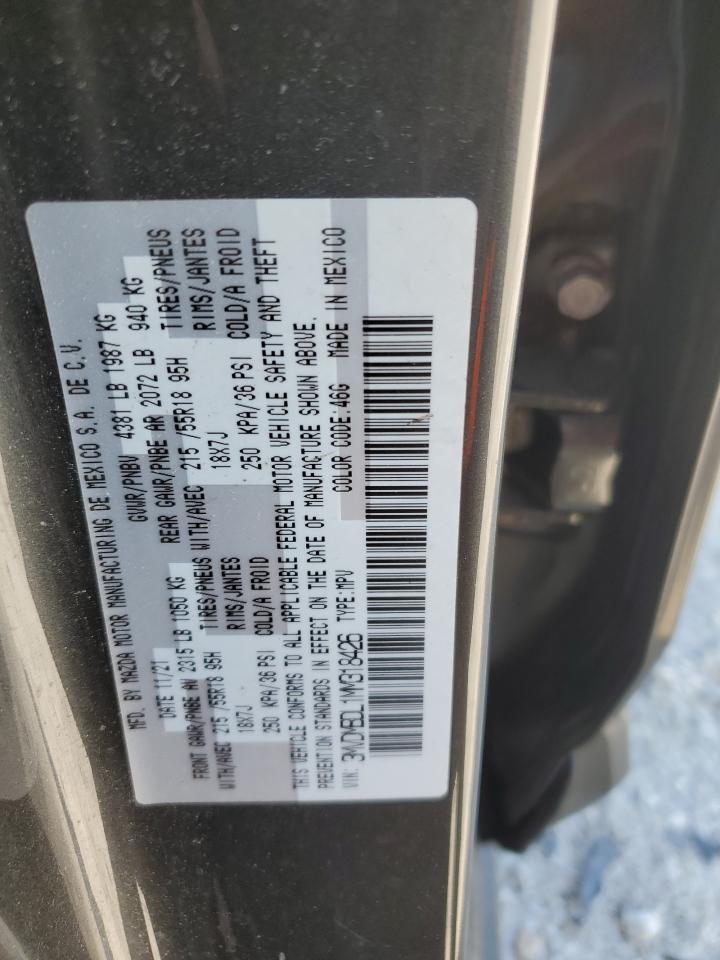 MFD. BY MAZDA MOTOR MANUFACTURING DE MEXICO S.A. DE C.V.
DATE 11/21 GVWR/PNBV 4381 LB 1987 KG
FRONT GAWR/PNBE AV 2315 LB 1050 KG REAR GAWR/PNBE AR 2072 LB 940 KG
WITH/AVEC 215 /55R18 95H TIRES/PNEUS WITH/AVEC 215 /55R18 95H TIRES/PNEUS
18X7J RIMS/JANTES 18X7J RIMS/JANTES
250 KPA/36 PSI COLD/A FROID 250 KPA/36 PSI COLD/A FROID
THIS VEHICLE CONFORMS TO ALL APPLICABLE FEDERAL MOTOR VEHICLE SAFETY AND THEFT
PREVENTION STANDARDS IN EFFECT ON THE DATE OF MANUFACTURE SHOWN ABOVE.
VIN: 3MVDMBDL1MM318426 TYPE: MPV COLOR CODE: 46G MADE IN MEXICO